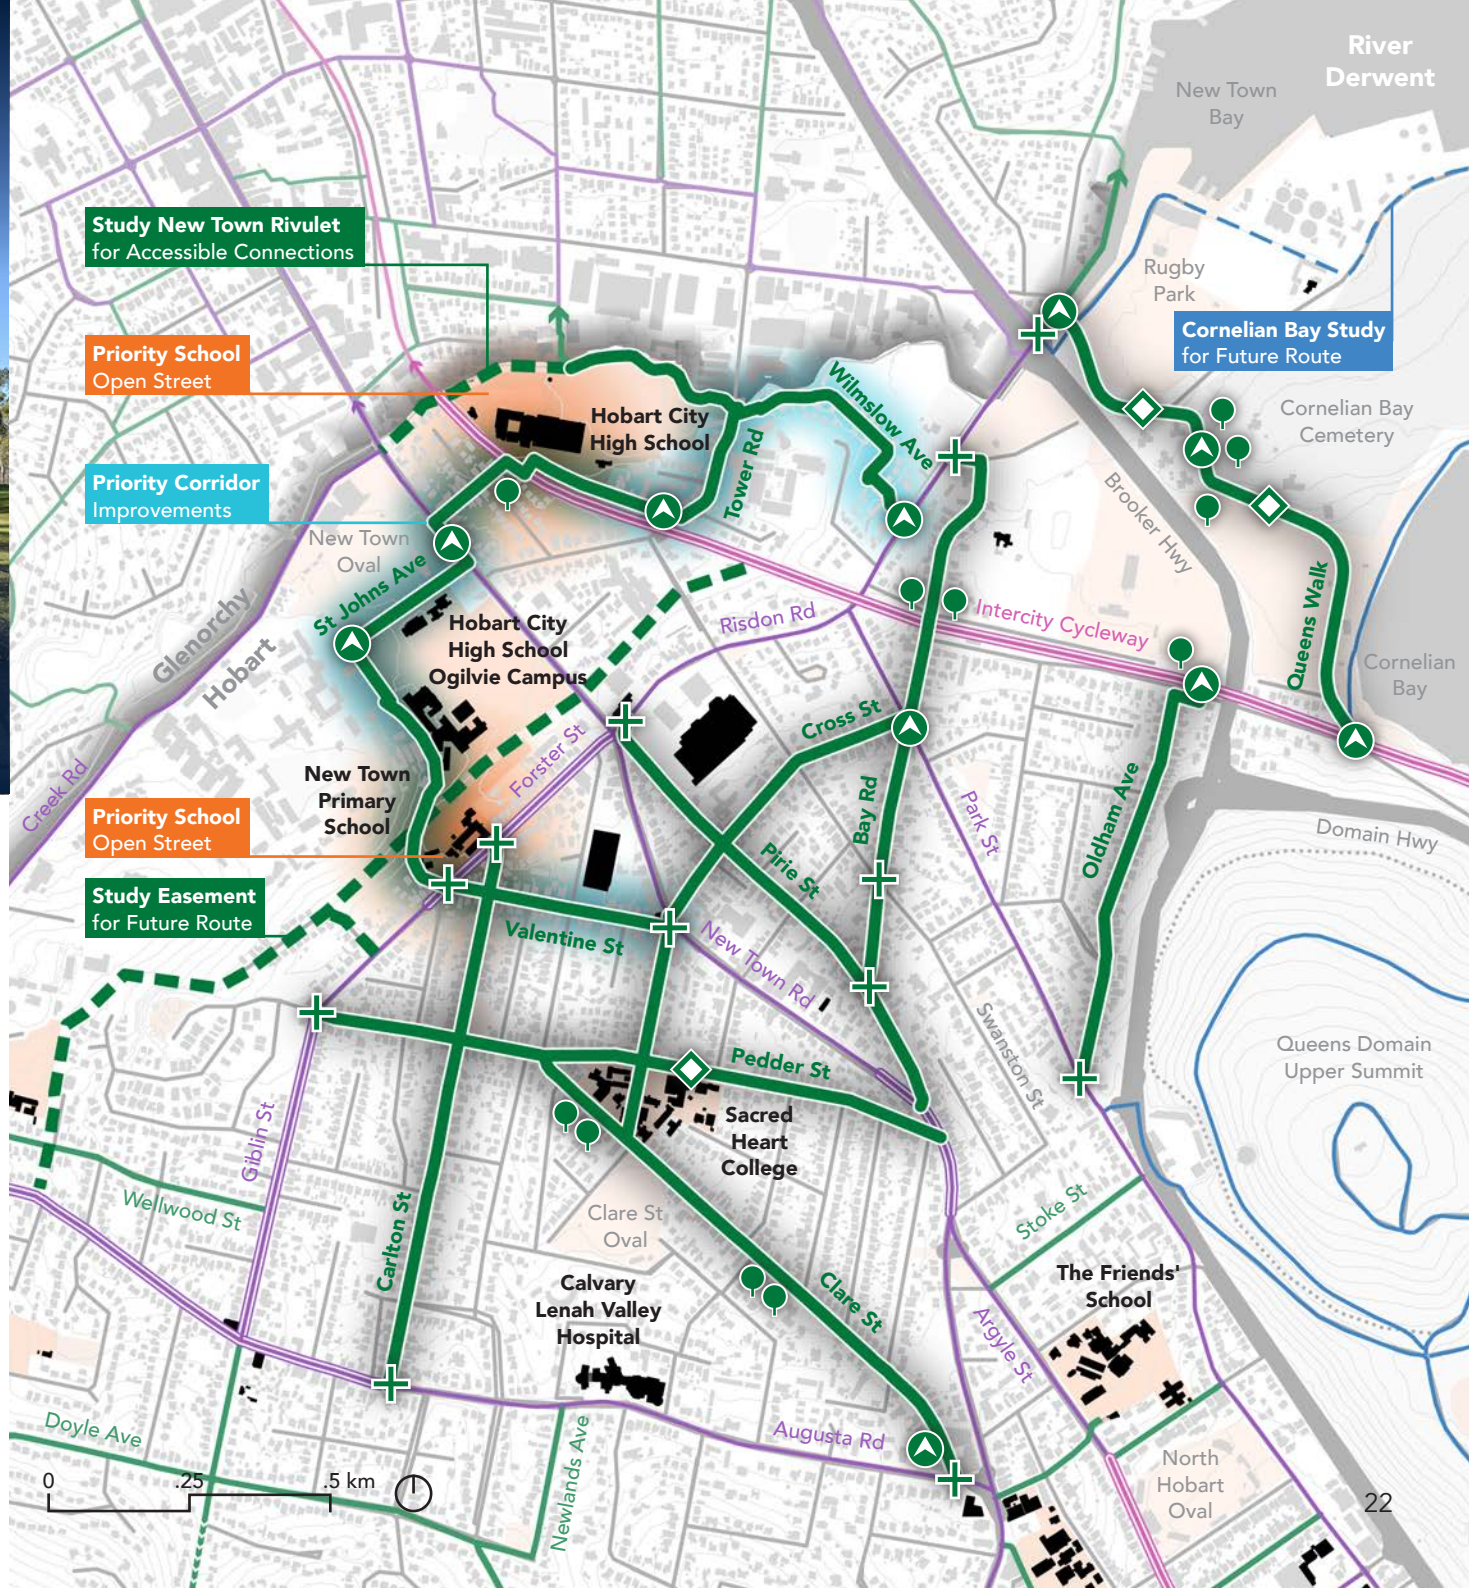 River
Derwent
New Town
Bay
Study New Town Rivulet
for Accessible Connections
Rugby
Park
Cornelian Bay Study
for Future Route
Priority School
Open Street
Hobart City
High School
Wilmslow Ave
Cornelian Bay
Cemetery
Tower Rd
Priority Corridor
Improvements
Brooker Hwy
New Town
Oval
St Johns Ave
Queens Walk
Glenorchy
Hobart
Hobart City
High School
Ogilvie Campus
Risdon Rd
Intercity Cycleway
Cornelian
Bay
Cross St
Forster St
Creek Rd
New Town
Primary
School
Bay Rd
Park St
Oldham Ave
Domain Hwy
Priority School
Open Street
Pirie St
Study Easement
for Future Route
Valentine St
New Town Rd
Swanston St
Queens Domain
Upper Summit
Pedder St
Giblin St
Sacred
Heart
College
Wellwood St
Carlton St
Clare St
Oval
Stoke St
Calvary
Lenah Valley
Hospital
Clare St
The Friends'
School
Argyle St
Doyle Ave
Newlands Ave
Augusta Rd
North
Hobart
Oval
0 .25 .5 km
22